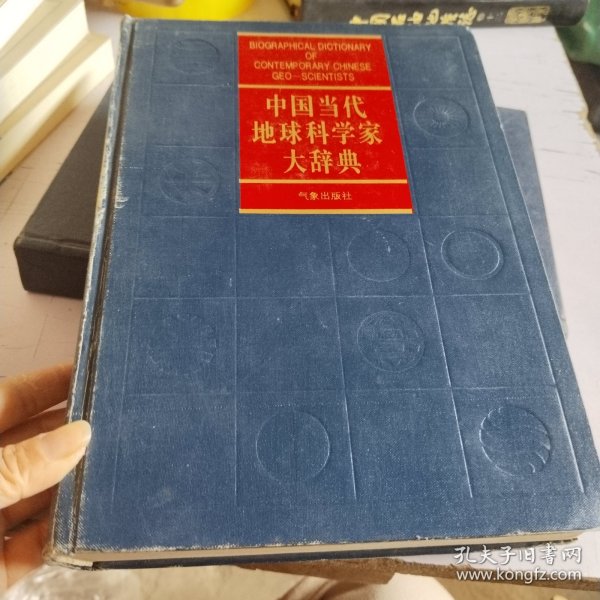 BIOGRAPHICAL DICTIONARY
OF
CONTEMPORARY CHINESE
GEO-SCIENTISTS
中国当代
地球科学家
大辞典
气象出版社
孔夫子旧书网
www.kongfz.com